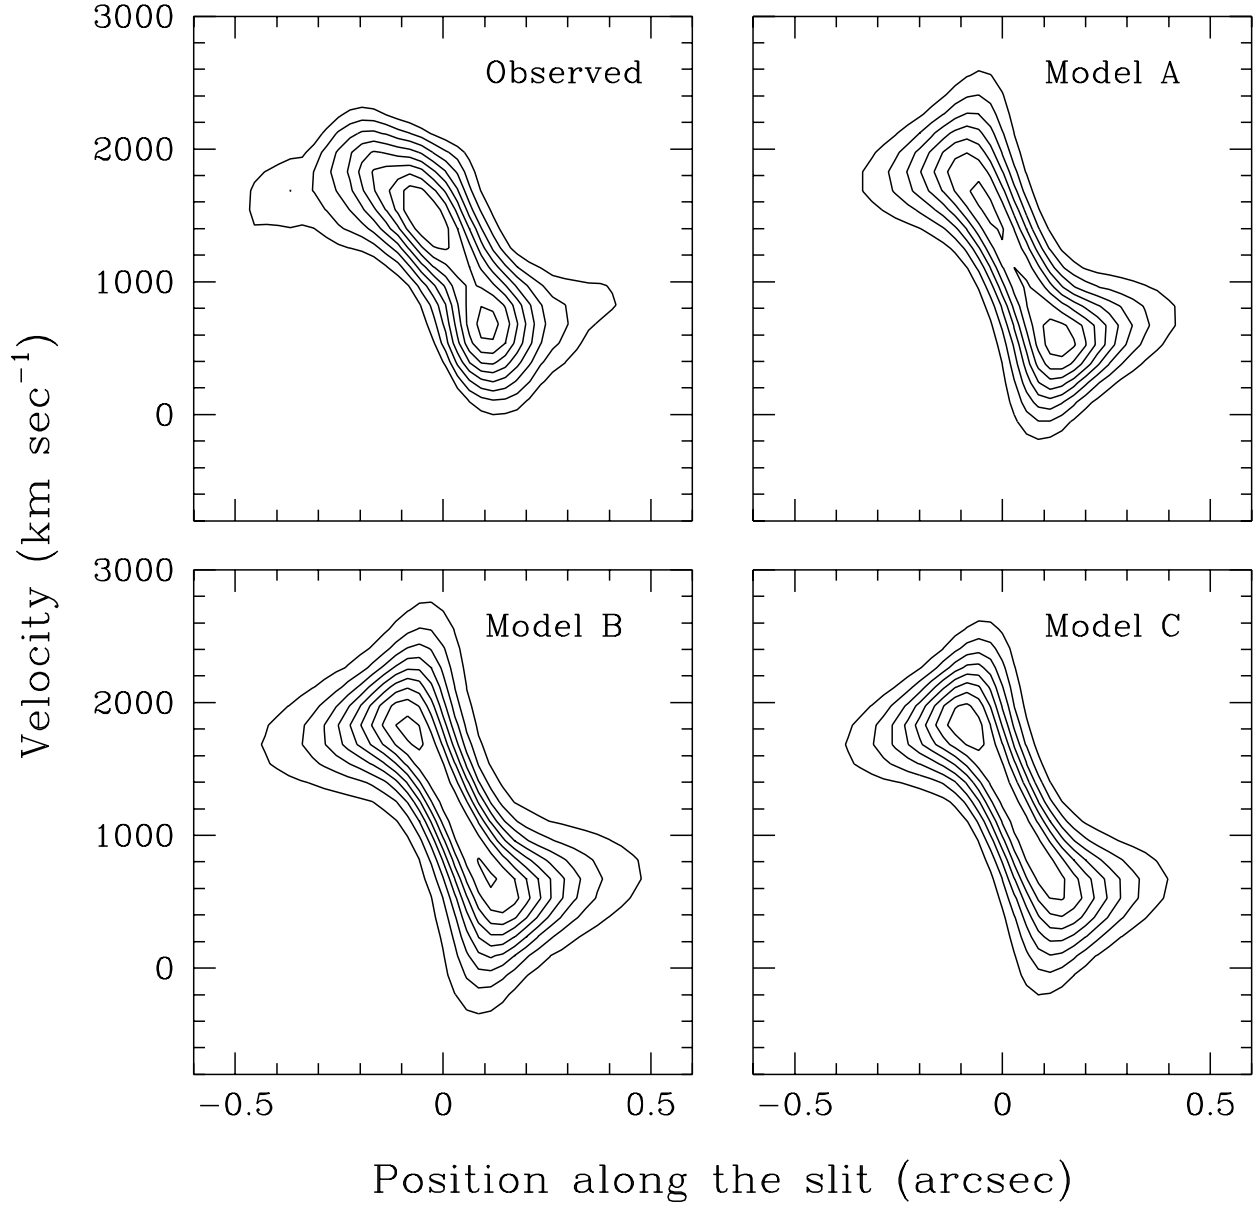 3000
Observed
Model A
2000
1000
0
Velocity (km sec⁻¹)
3000
Model B
Model C
2000
1000
0
−0.5 0 0.5 −0.5 0 0.5
Position along the slit (arcsec)